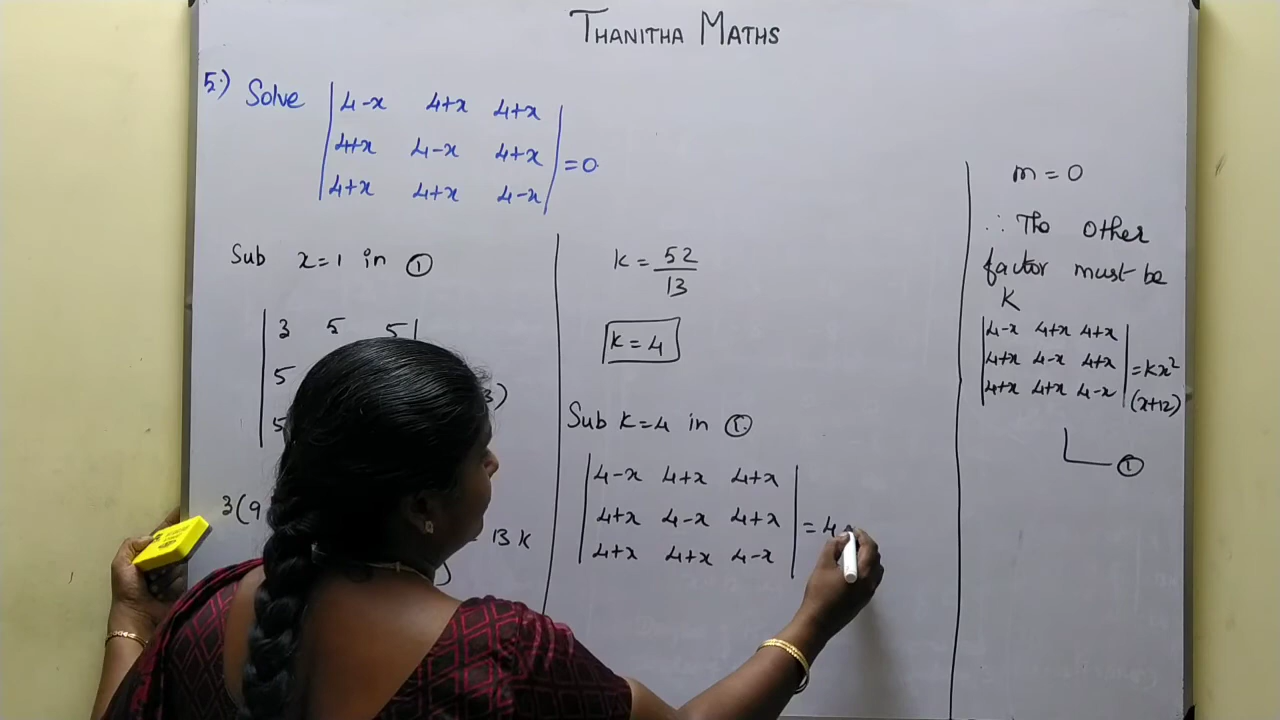 THANITHA MATHS
5.) Solve | 4-x 4+x 4+x |
| 4+x 4-x 4+x | = 0
| 4+x 4+x 4-x |
Sub x=1 in ①
| 3 5 5 |
| 5
| 5 3)
3(9
13 K
K = 52/13
K = 4
Sub K=4 in ①
| 4-x 4+x 4+x |
| 4+x 4-x 4+x | = 4
| 4+x 4+x 4-x |
m = 0
∴ The other
factor must be
K
| 4-x 4+x 4+x |
| 4+x 4-x 4+x | = Kx²
| 4+x 4+x 4-x | (x+12)
①